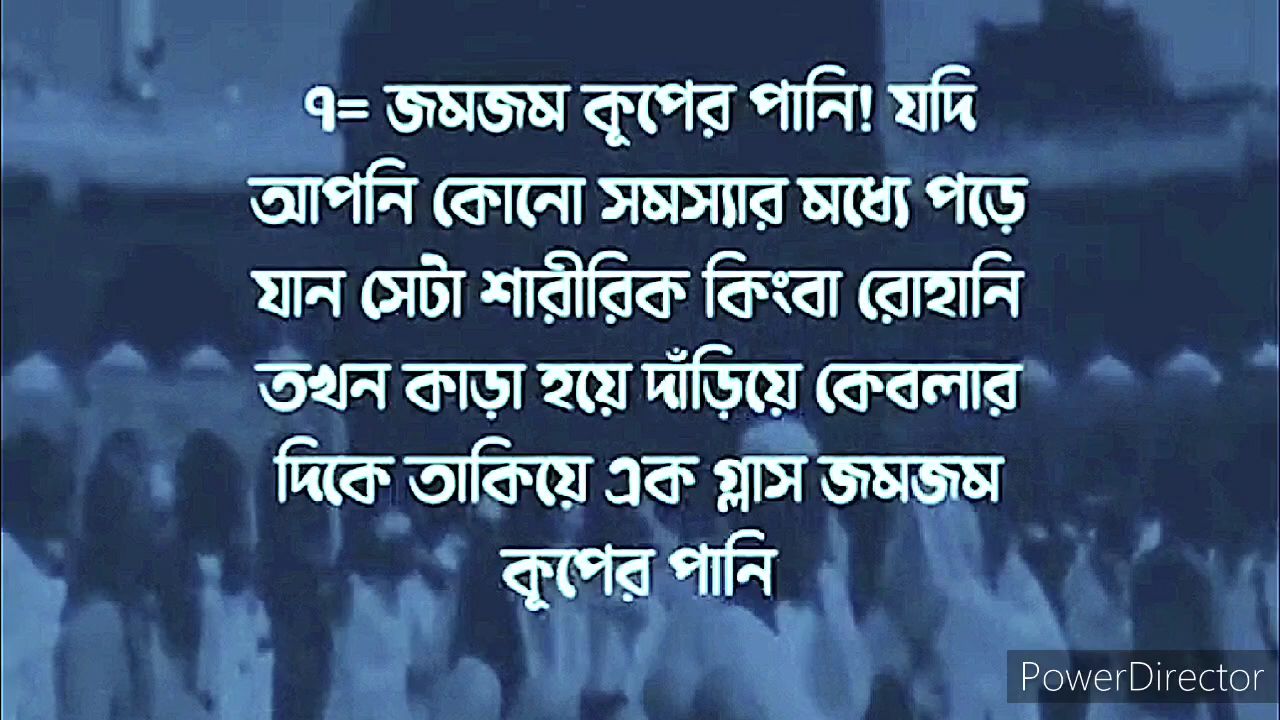 ৭= জমজম কূপের পানি! যদি
আপনি কোনো সমস্যার মধ্যে পড়ে
যান সেটা শারীরিক কিংবা রোহানি
তখন কাড়া হয়ে দাঁড়িয়ে কেবলার
দিকে তাকিয়ে এক গ্লাস জমজম
কূপের পানি
PowerDirector